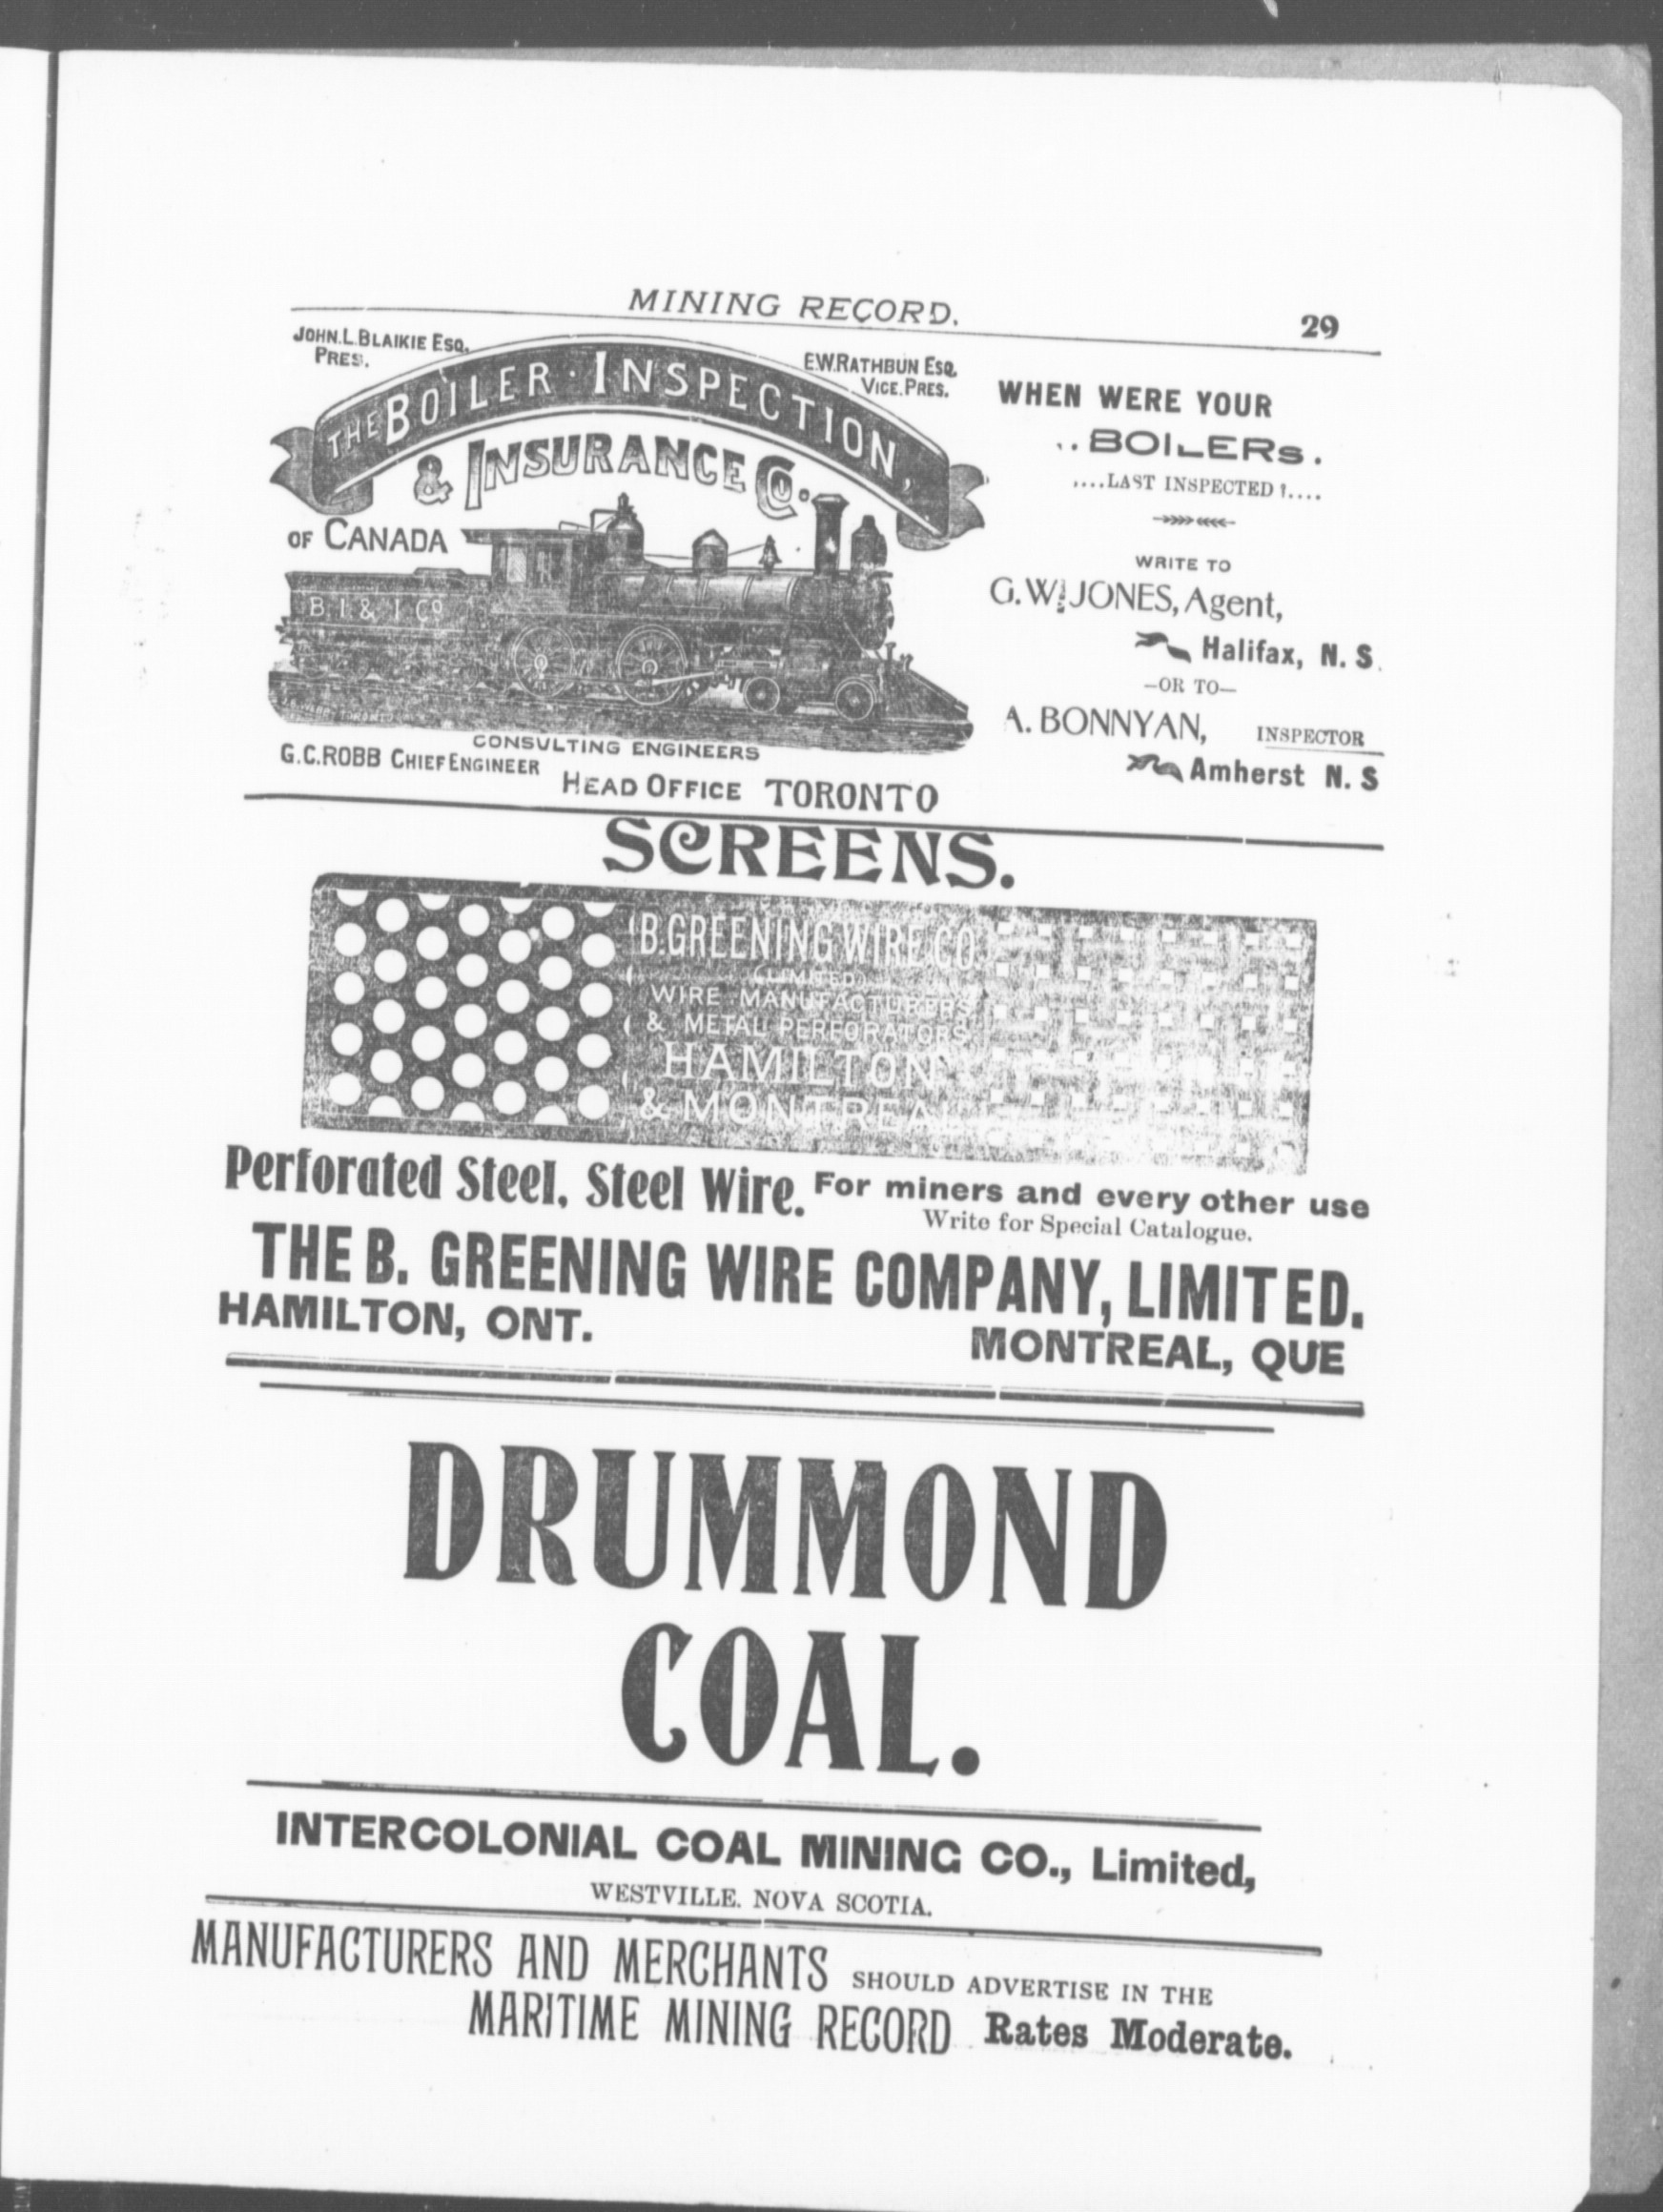 MINING RECORD.
29
JOHN.L.BLAIKIE ESQ.
PRES.
E.W.RATHBUN ESQ.
VICE.PRES.
THE BOILER · INSPECTION,
& INSURANCE Co.
OF CANADA
B I & I CO
CONSULTING ENGINEERS
G.C.ROBB CHIEF ENGINEER
HEAD OFFICE TORONTO
WHEN WERE YOUR
..BOILERS.
....LAST INSPECTED ?....
WRITE TO
G. W. JONES, Agent,
Halifax, N. S.
—OR TO—
A. BONNYAN, INSPECTOR
Amherst N. S
SCREENS.
B.GREENING WIRE CO.
(LIMITED)
WIRE MANUFACTURERS
& METAL PERFORATORS
HAMILTON
& MONTREAL
Perforated Steel, Steel Wire. For miners and every other use
Write for Special Catalogue.
THE B. GREENING WIRE COMPANY, LIMITED.
HAMILTON, ONT.
MONTREAL, QUE
DRUMMOND
COAL.
INTERCOLONIAL COAL MINING CO., Limited,
WESTVILLE. NOVA SCOTIA.
MANUFACTURERS AND MERCHANTS SHOULD ADVERTISE IN THE
MARITIME MINING RECORD Rates Moderate.